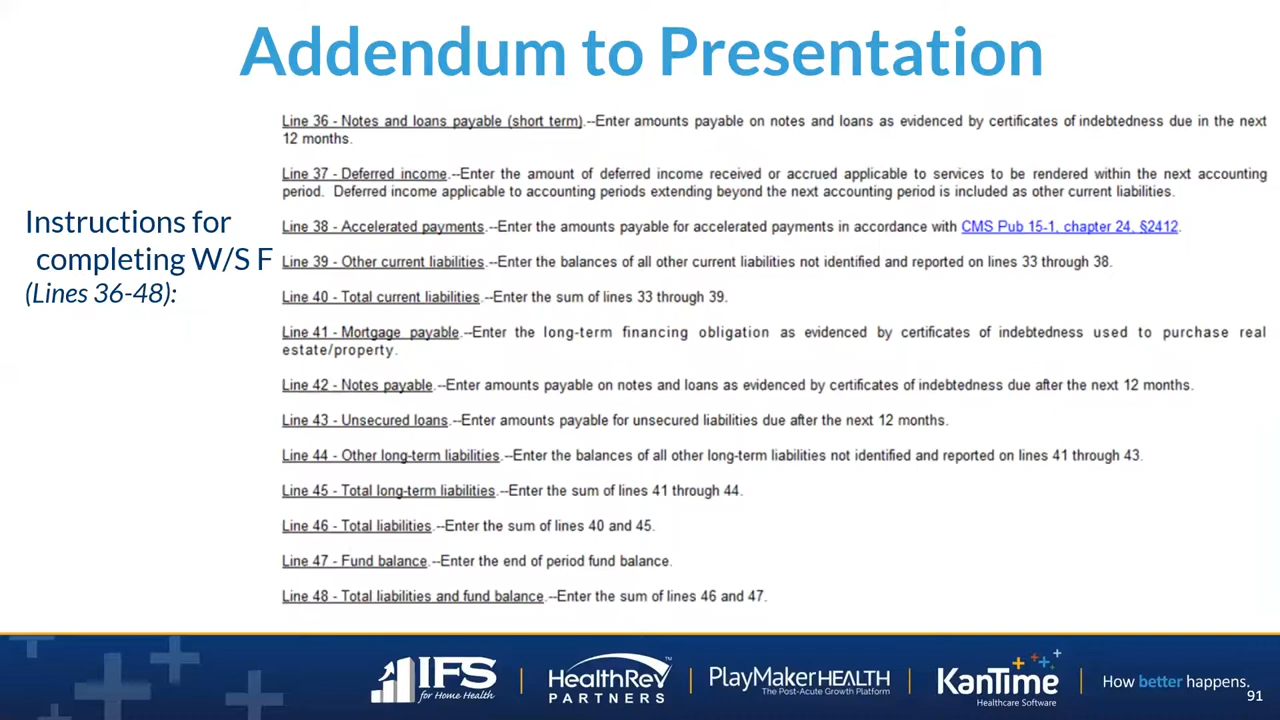 Addendum to Presentation
Instructions for
completing W/S F
(Lines 36-48):
Line 36 - Notes and loans payable (short term).--Enter amounts payable on notes and loans as evidenced by certificates of indebtedness due in the next
12 months.
Line 37 - Deferred income.--Enter the amount of deferred income received or accrued applicable to services to be rendered within the next accounting
period. Deferred income applicable to accounting periods extending beyond the next accounting period is included as other current liabilities.
Line 38 - Accelerated payments.--Enter the amounts payable for accelerated payments in accordance with CMS Pub 15-1, chapter 24, §2412.
Line 39 - Other current liabilities.--Enter the balances of all other current liabilities not identified and reported on lines 33 through 38.
Line 40 - Total current liabilities.--Enter the sum of lines 33 through 39.
Line 41 - Mortgage payable.--Enter the long-term financing obligation as evidenced by certificates of indebtedness used to purchase real
estate/property.
Line 42 - Notes payable.--Enter amounts payable on notes and loans as evidenced by certificates of indebtedness due after the next 12 months.
Line 43 - Unsecured loans.--Enter amounts payable for unsecured liabilities due after the next 12 months.
Line 44 - Other long-term liabilities.--Enter the balances of all other long-term liabilities not identified and reported on lines 41 through 43.
Line 45 - Total long-term liabilities.--Enter the sum of lines 41 through 44.
Line 46 - Total liabilities.--Enter the sum of lines 40 and 45.
Line 47 - Fund balance.--Enter the end of period fund balance.
Line 48 - Total liabilities and fund balance.--Enter the sum of lines 46 and 47.
IFS
for Home Health
HealthRev™
PARTNERS
PlayMakerHEALTH
The Post-Acute Growth Platform
KanTime
Healthcare Software
How better happens.
91